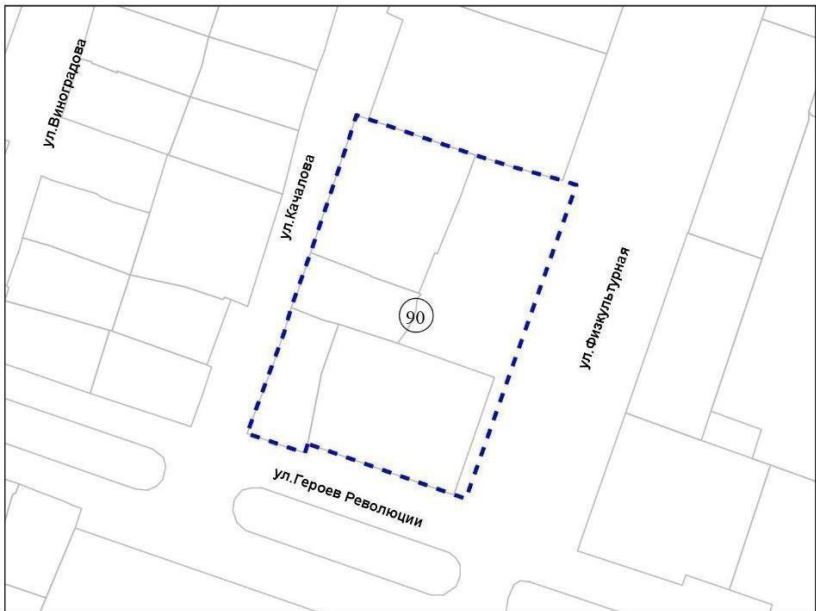 ул.Виноградова
ул.Качалова
ул.Физкультурная
90
ул.Героев Революции